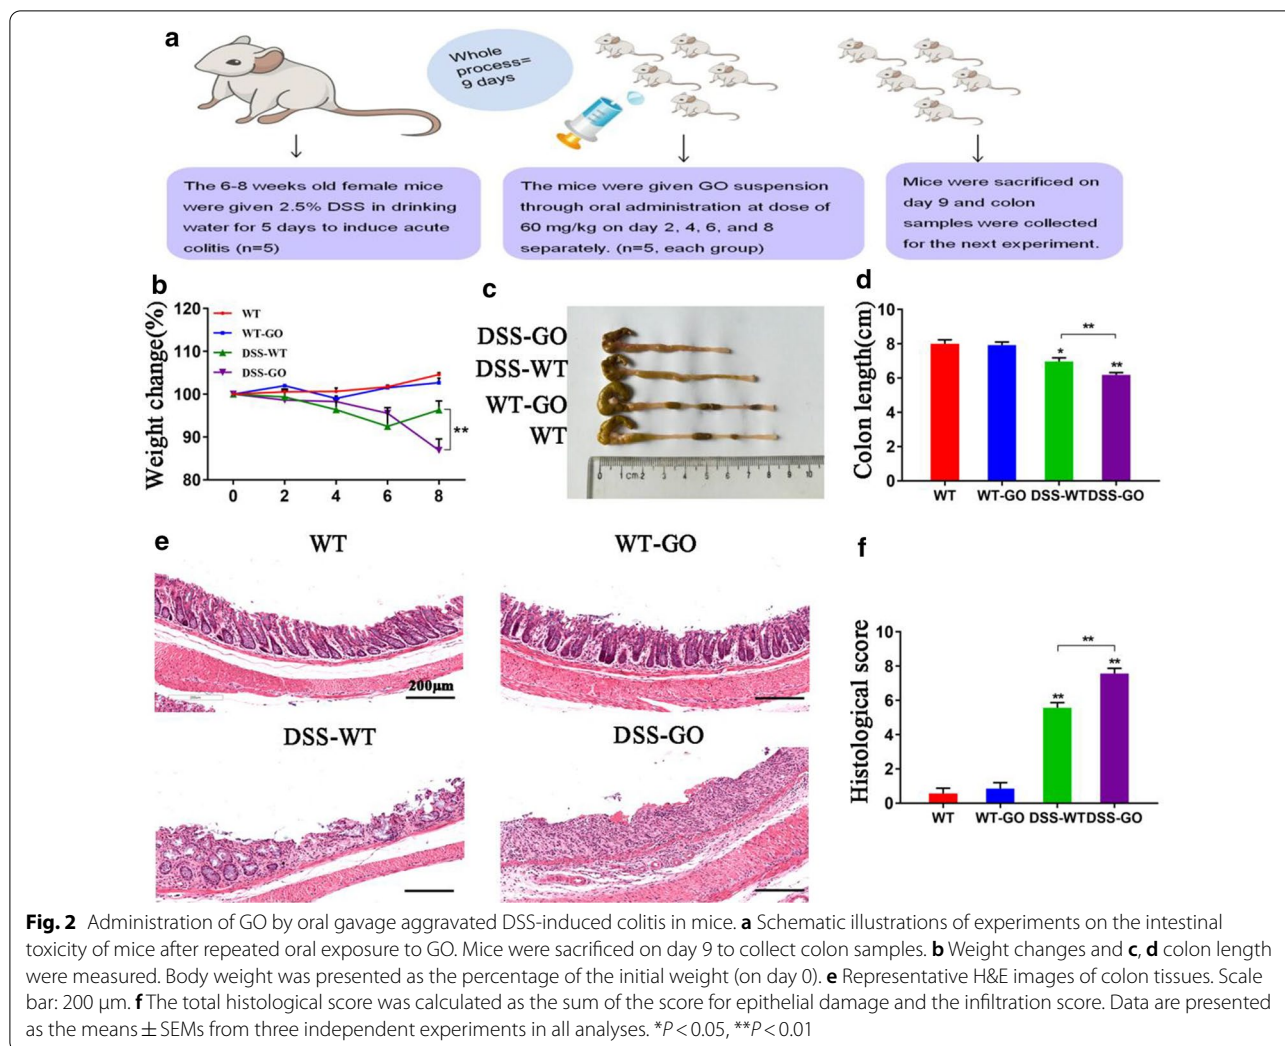 a
Whole
process=
9 days
The 6-8 weeks old female mice
were given 2.5% DSS in drinking
water for 5 days to induce acute
colitis (n=5)
The mice were given GO suspension
through oral administration at dose of
60 mg/kg on day 2, 4, 6, and 8
separately. (n=5, each group)
Mice were sacrificed on
day 9 and colon
samples were collected
for the next experiment.
b
Weight change(%)
120
110
100
90
80
0 2 4 6 8
WT
WT-GO
DSS-WT
DSS-GO
**
c
DSS-GO
DSS-WT
WT-GO
WT
0 1 cm 2 3 4 5 6 7 8 9 10
d
Colon length(cm)
10
8
6
4
2
0
**
*
**
WT WT-GO DSS-WT DSS-GO
e
WT
WT-GO
200μm
DSS-WT
DSS-GO
f
Histological score
10
8
6
4
2
0
**
**
**
WT WT-GO DSS-WT DSS-GO
Fig. 2 Administration of GO by oral gavage aggravated DSS-induced colitis in mice. a Schematic illustrations of experiments on the intestinal
toxicity of mice after repeated oral exposure to GO. Mice were sacrificed on day 9 to collect colon samples. b Weight changes and c, d colon length
were measured. Body weight was presented as the percentage of the initial weight (on day 0). e Representative H&E images of colon tissues. Scale
bar: 200 μm. f The total histological score was calculated as the sum of the score for epithelial damage and the infiltration score. Data are presented
as the means ± SEMs from three independent experiments in all analyses. *P < 0.05, **P < 0.01